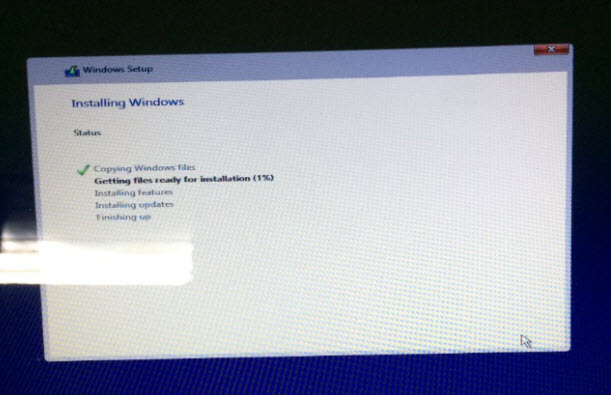 Windows Setup
Installing Windows
Status
Copying Windows files
Getting files ready for installation (1%)
Installing features
Installing updates
Finishing up